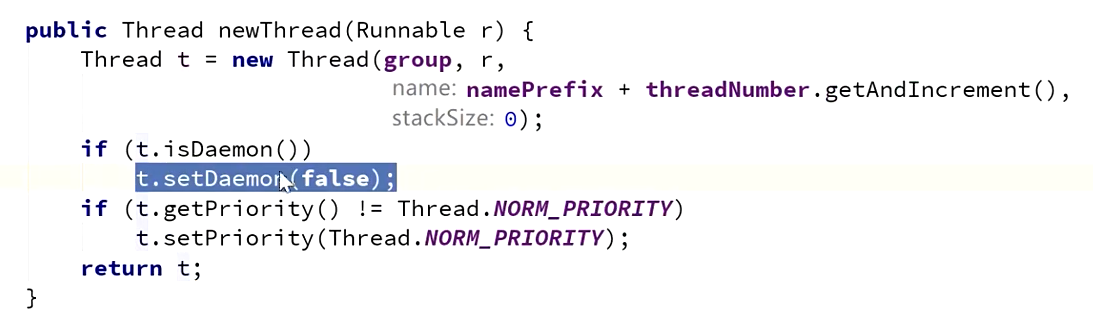 public Thread newThread(Runnable r) {
    Thread t = new Thread(group, r,
                          name: namePrefix + threadNumber.getAndIncrement(),
                          stackSize: 0);
    if (t.isDaemon())
        t.setDaemon(false);
    if (t.getPriority() != Thread.NORM_PRIORITY)
        t.setPriority(Thread.NORM_PRIORITY);
    return t;
}